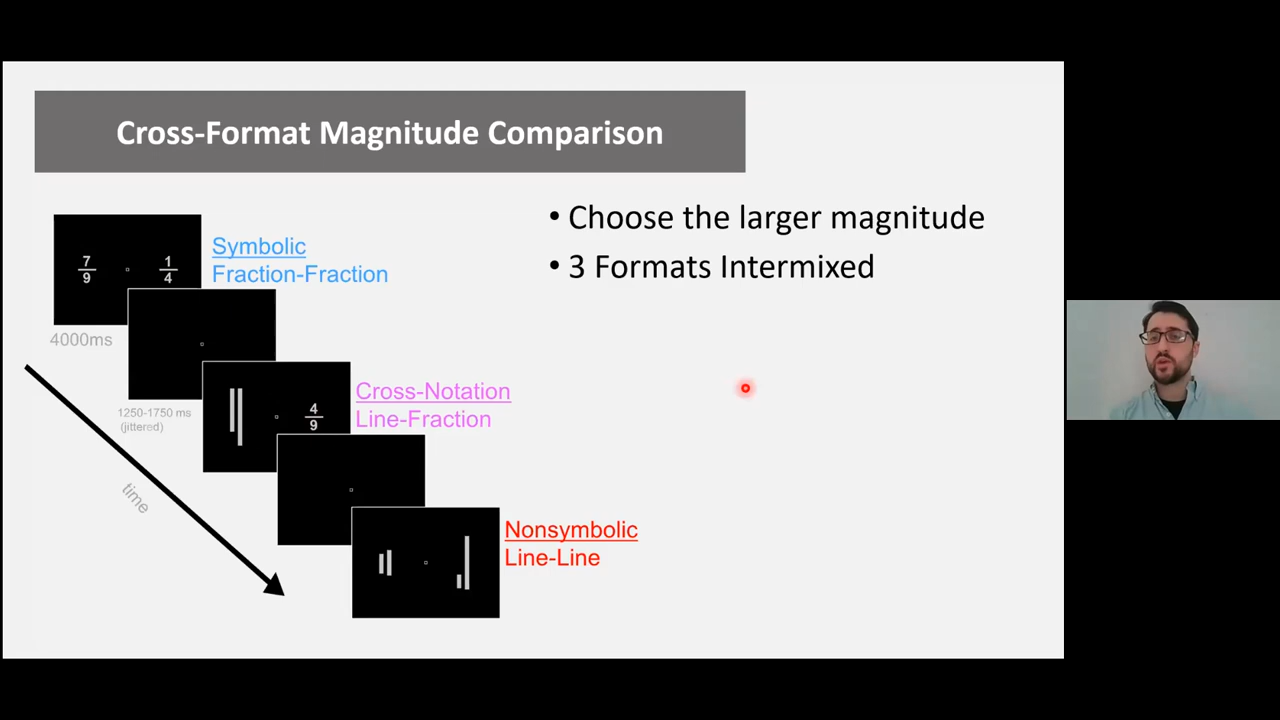 Cross-Format Magnitude Comparison
7
9
1
4
Symbolic
Fraction-Fraction
4000ms
1250-1750 ms
(jittered)
4
9
Cross-Notation
Line-Fraction
time
Nonsymbolic
Line-Line
• Choose the larger magnitude
• 3 Formats Intermixed